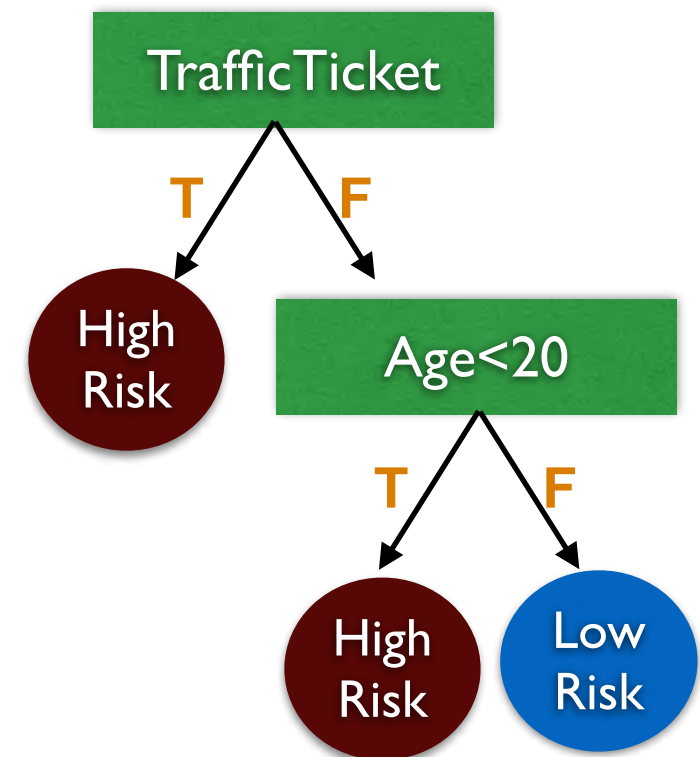 TrafficTicket
T
F
High
Risk
Age<20
T
F
High
Risk
Low
Risk